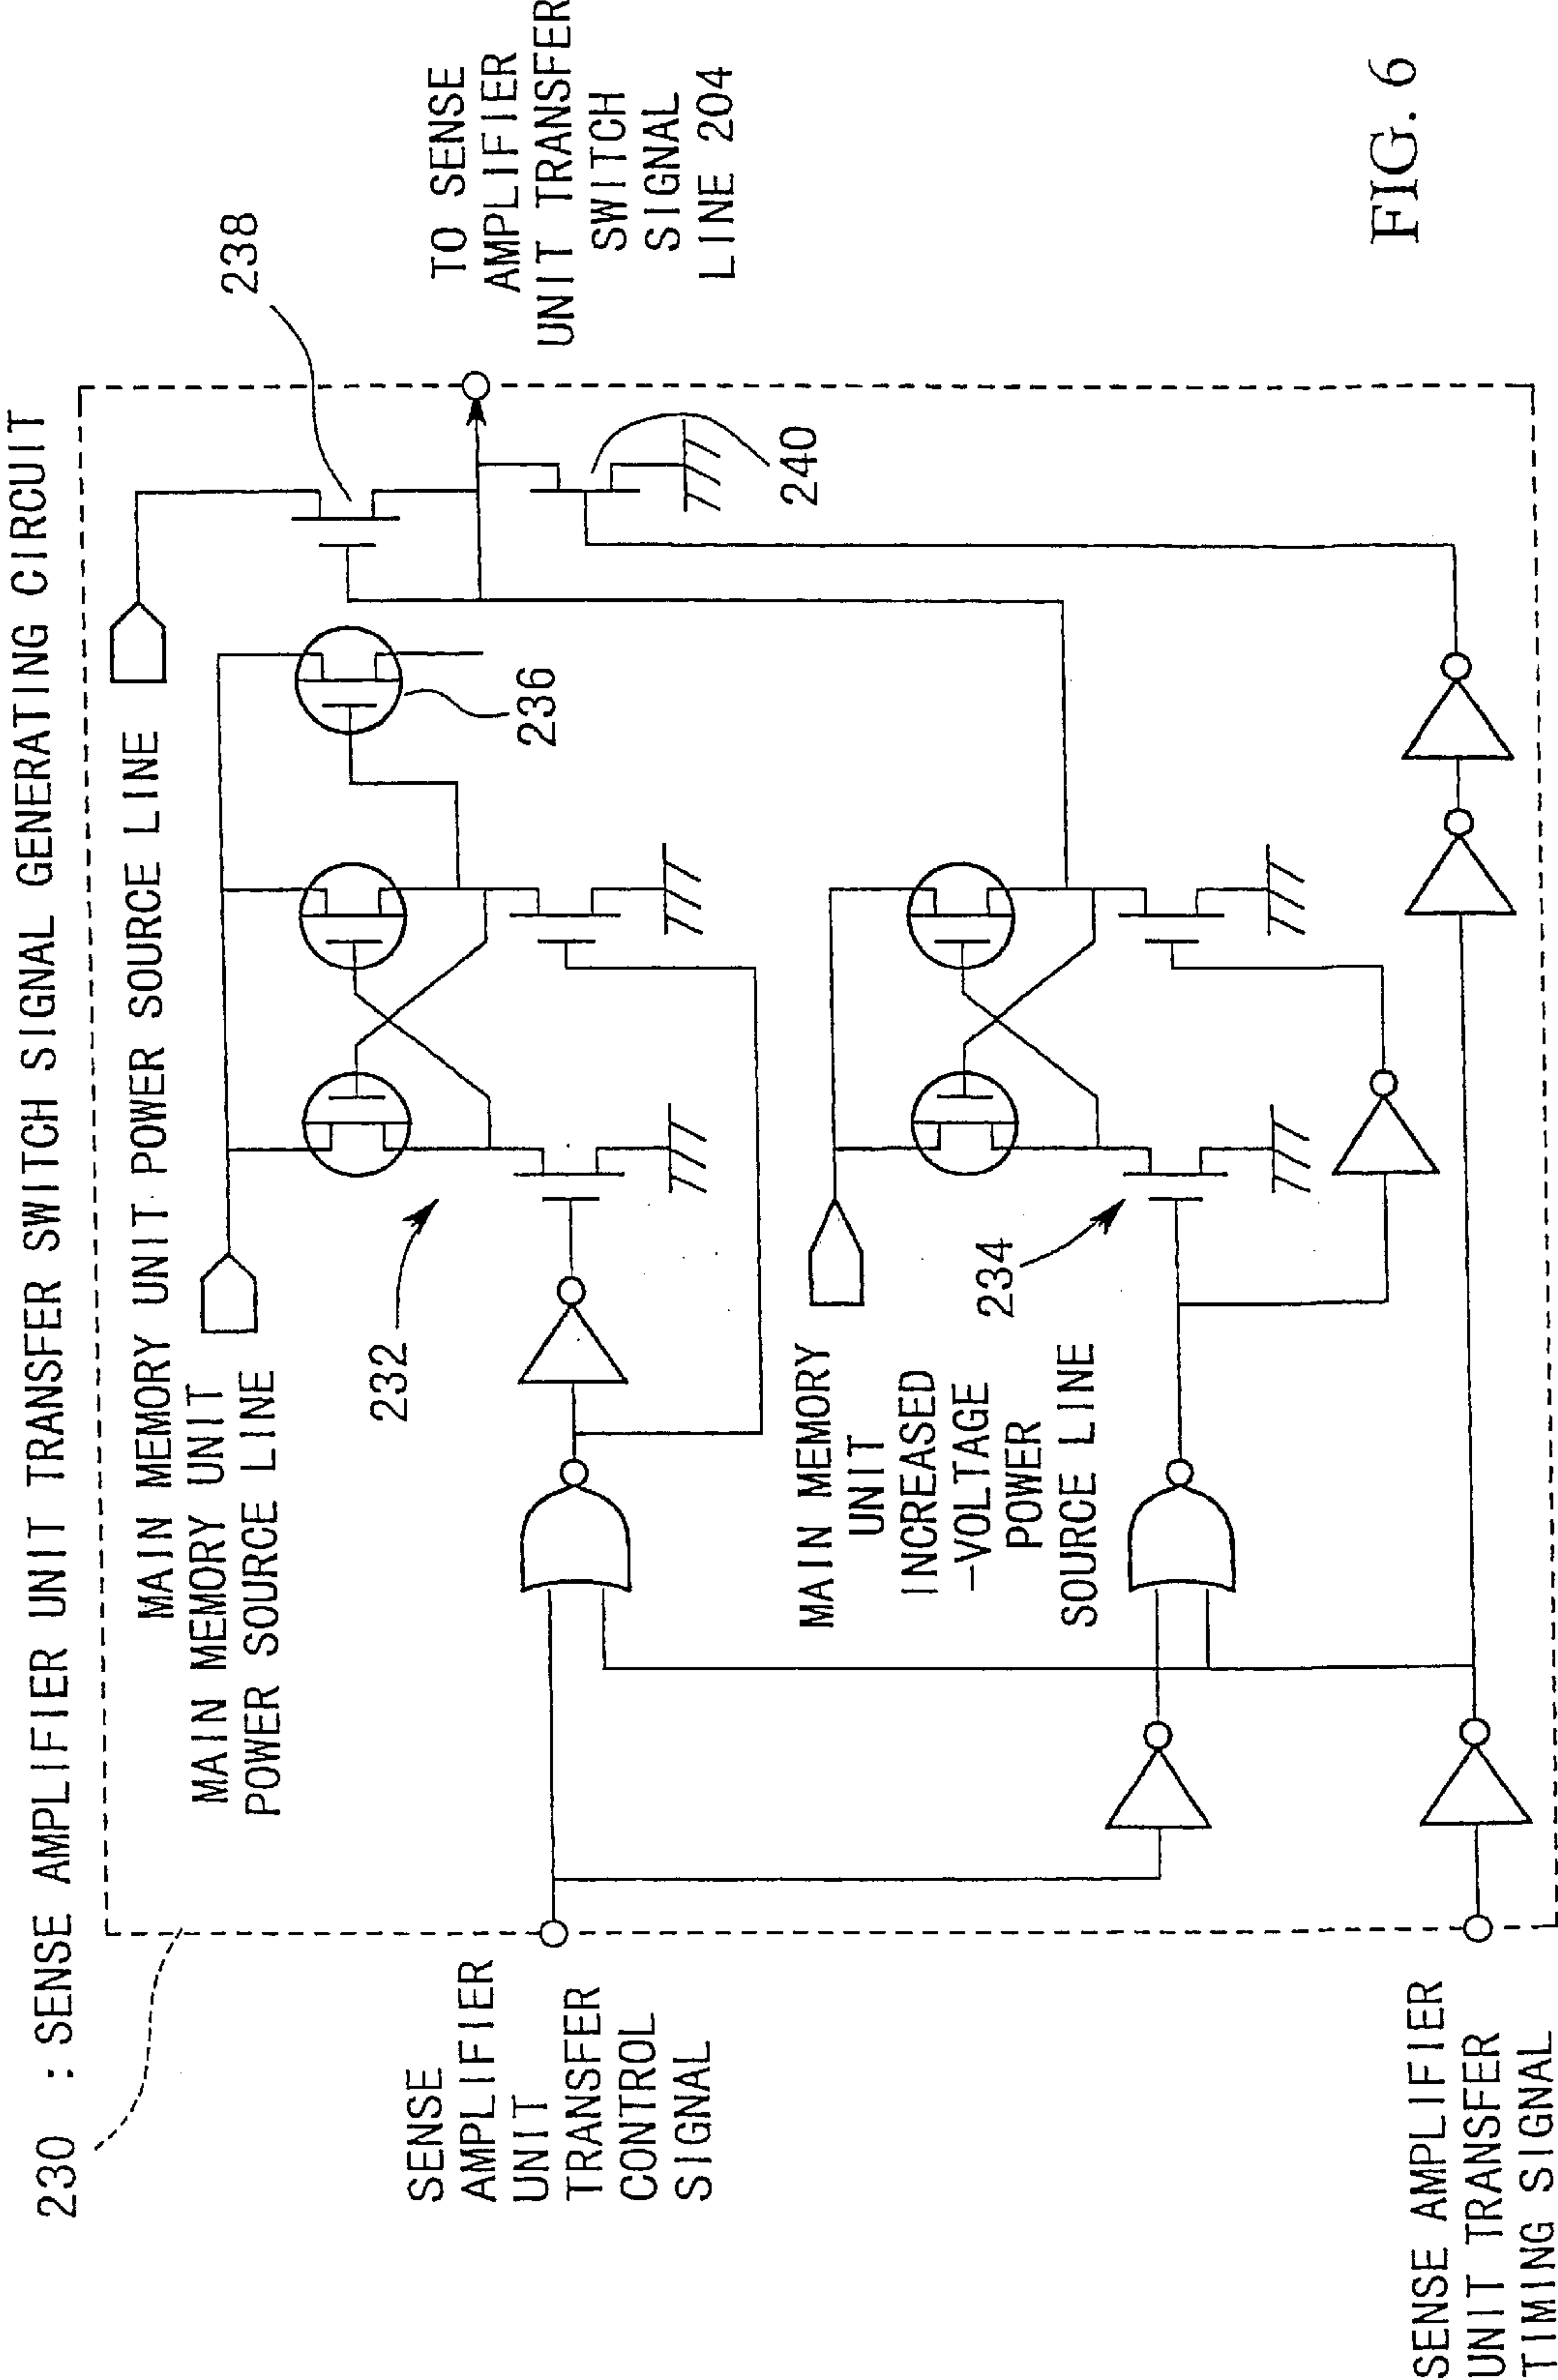 230 : SENSE AMPLIFIER UNIT TRANSFER SWITCH SIGNAL GENERATING CIRCUIT
MAIN MEMORY UNIT POWER SOURCE LINE
MAIN MEMORY UNIT
POWER SOURCE LINE
238
236
232
TO SENSE
AMPLIFIER
UNIT TRANSFER
SWITCH
SIGNAL
LINE 204
240
SENSE
AMPLIFIER
UNIT
TRANSFER
CONTROL
SIGNAL
MAIN MEMORY
UNIT
INCREASED
-VOLTAGE
POWER
SOURCE LINE
234
SENSE AMPLIFIER
UNIT TRANSFER
TIMING SIGNAL
FIG. 6